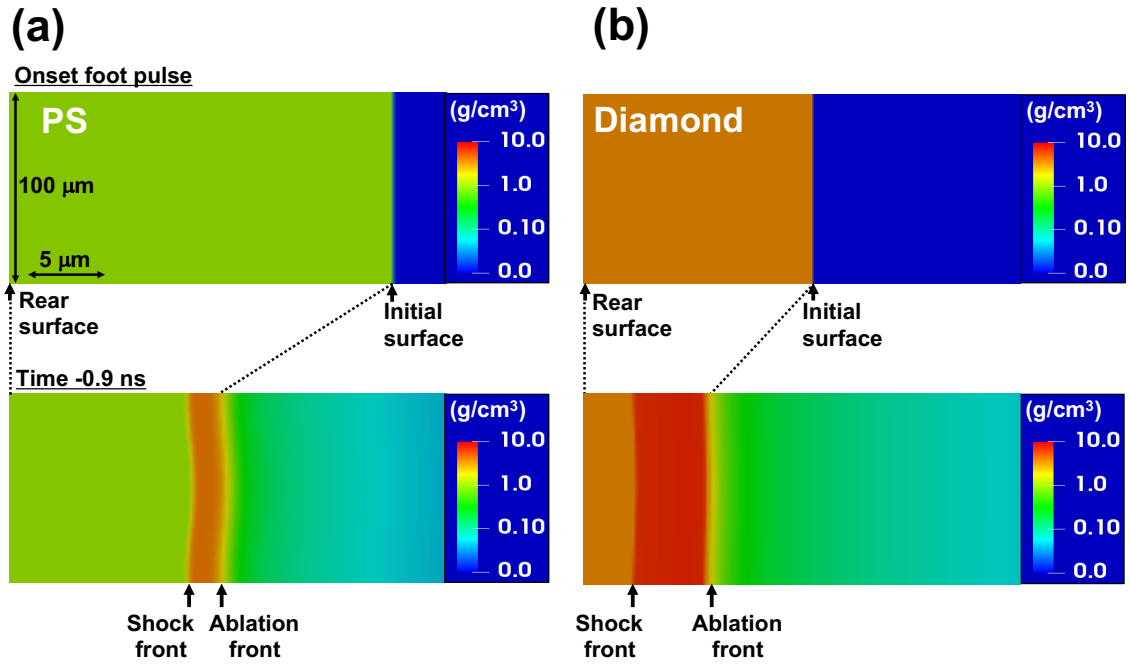 (a)
Onset foot pulse
PS
100 μm
5 μm
(g/cm³)
10.0
1.0
0.10
0.0
Rear
surface
Initial
surface
Time -0.9 ns
(g/cm³)
10.0
1.0
0.10
0.0
Shock
front
Ablation
front
(b)
Diamond
(g/cm³)
10.0
1.0
0.10
0.0
Rear
surface
Initial
surface
(g/cm³)
10.0
1.0
0.10
0.0
Shock
front
Ablation
front